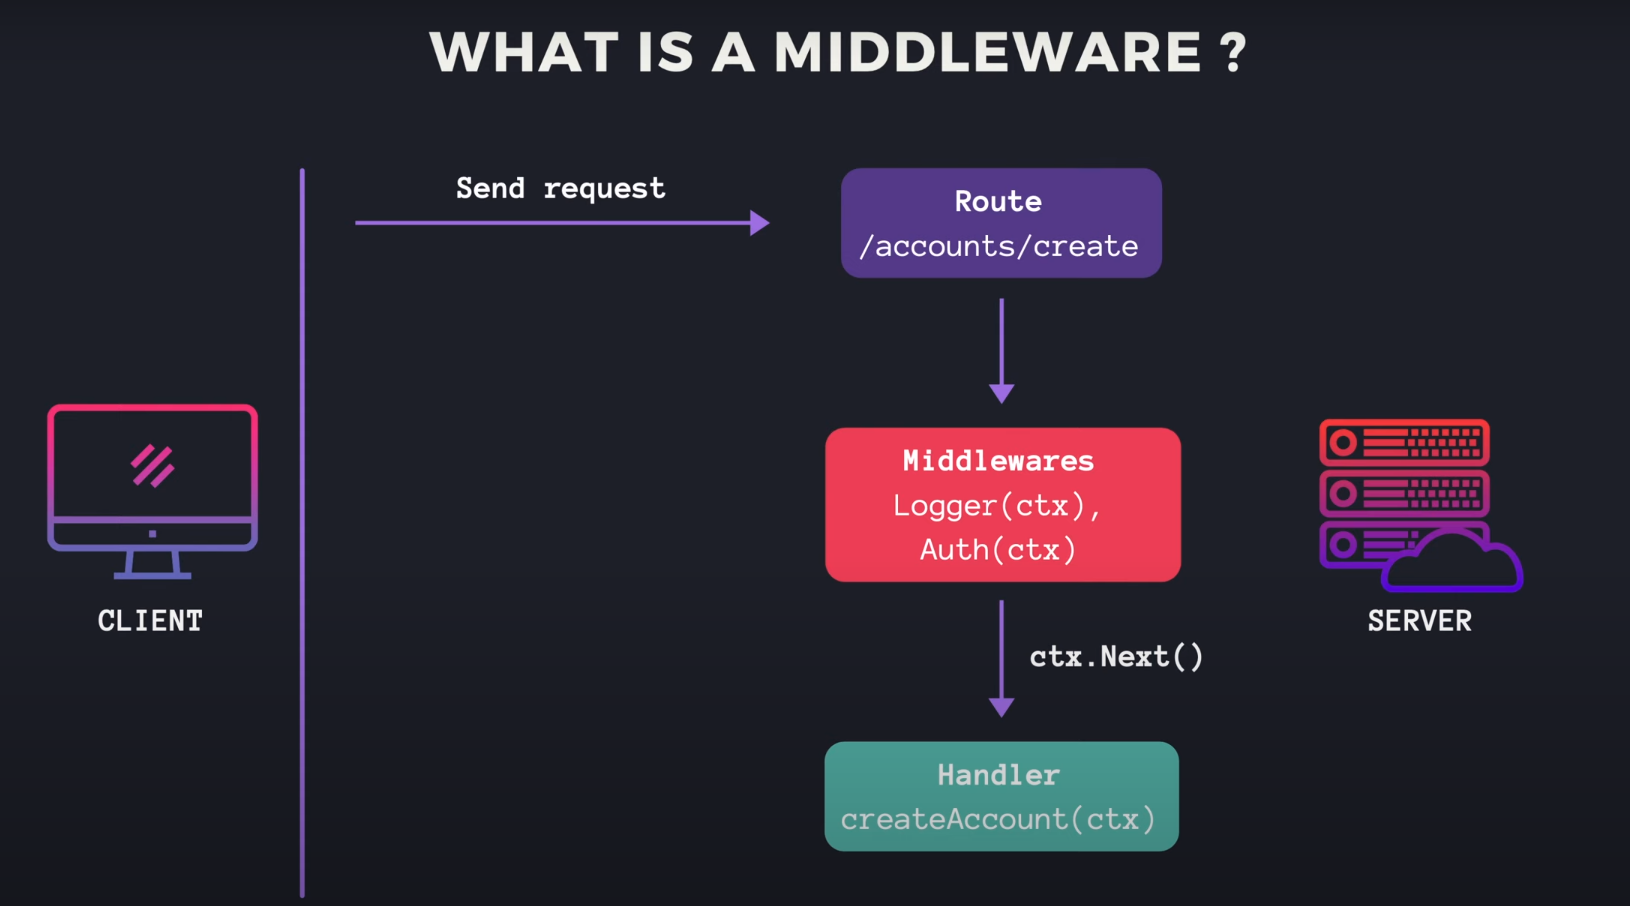 WHAT IS A MIDDLEWARE ?
Send request
Route
/accounts/create
Middlewares
Logger(ctx),
Auth(ctx)
CLIENT
SERVER
ctx.Next()
Handler
createAccount(ctx)